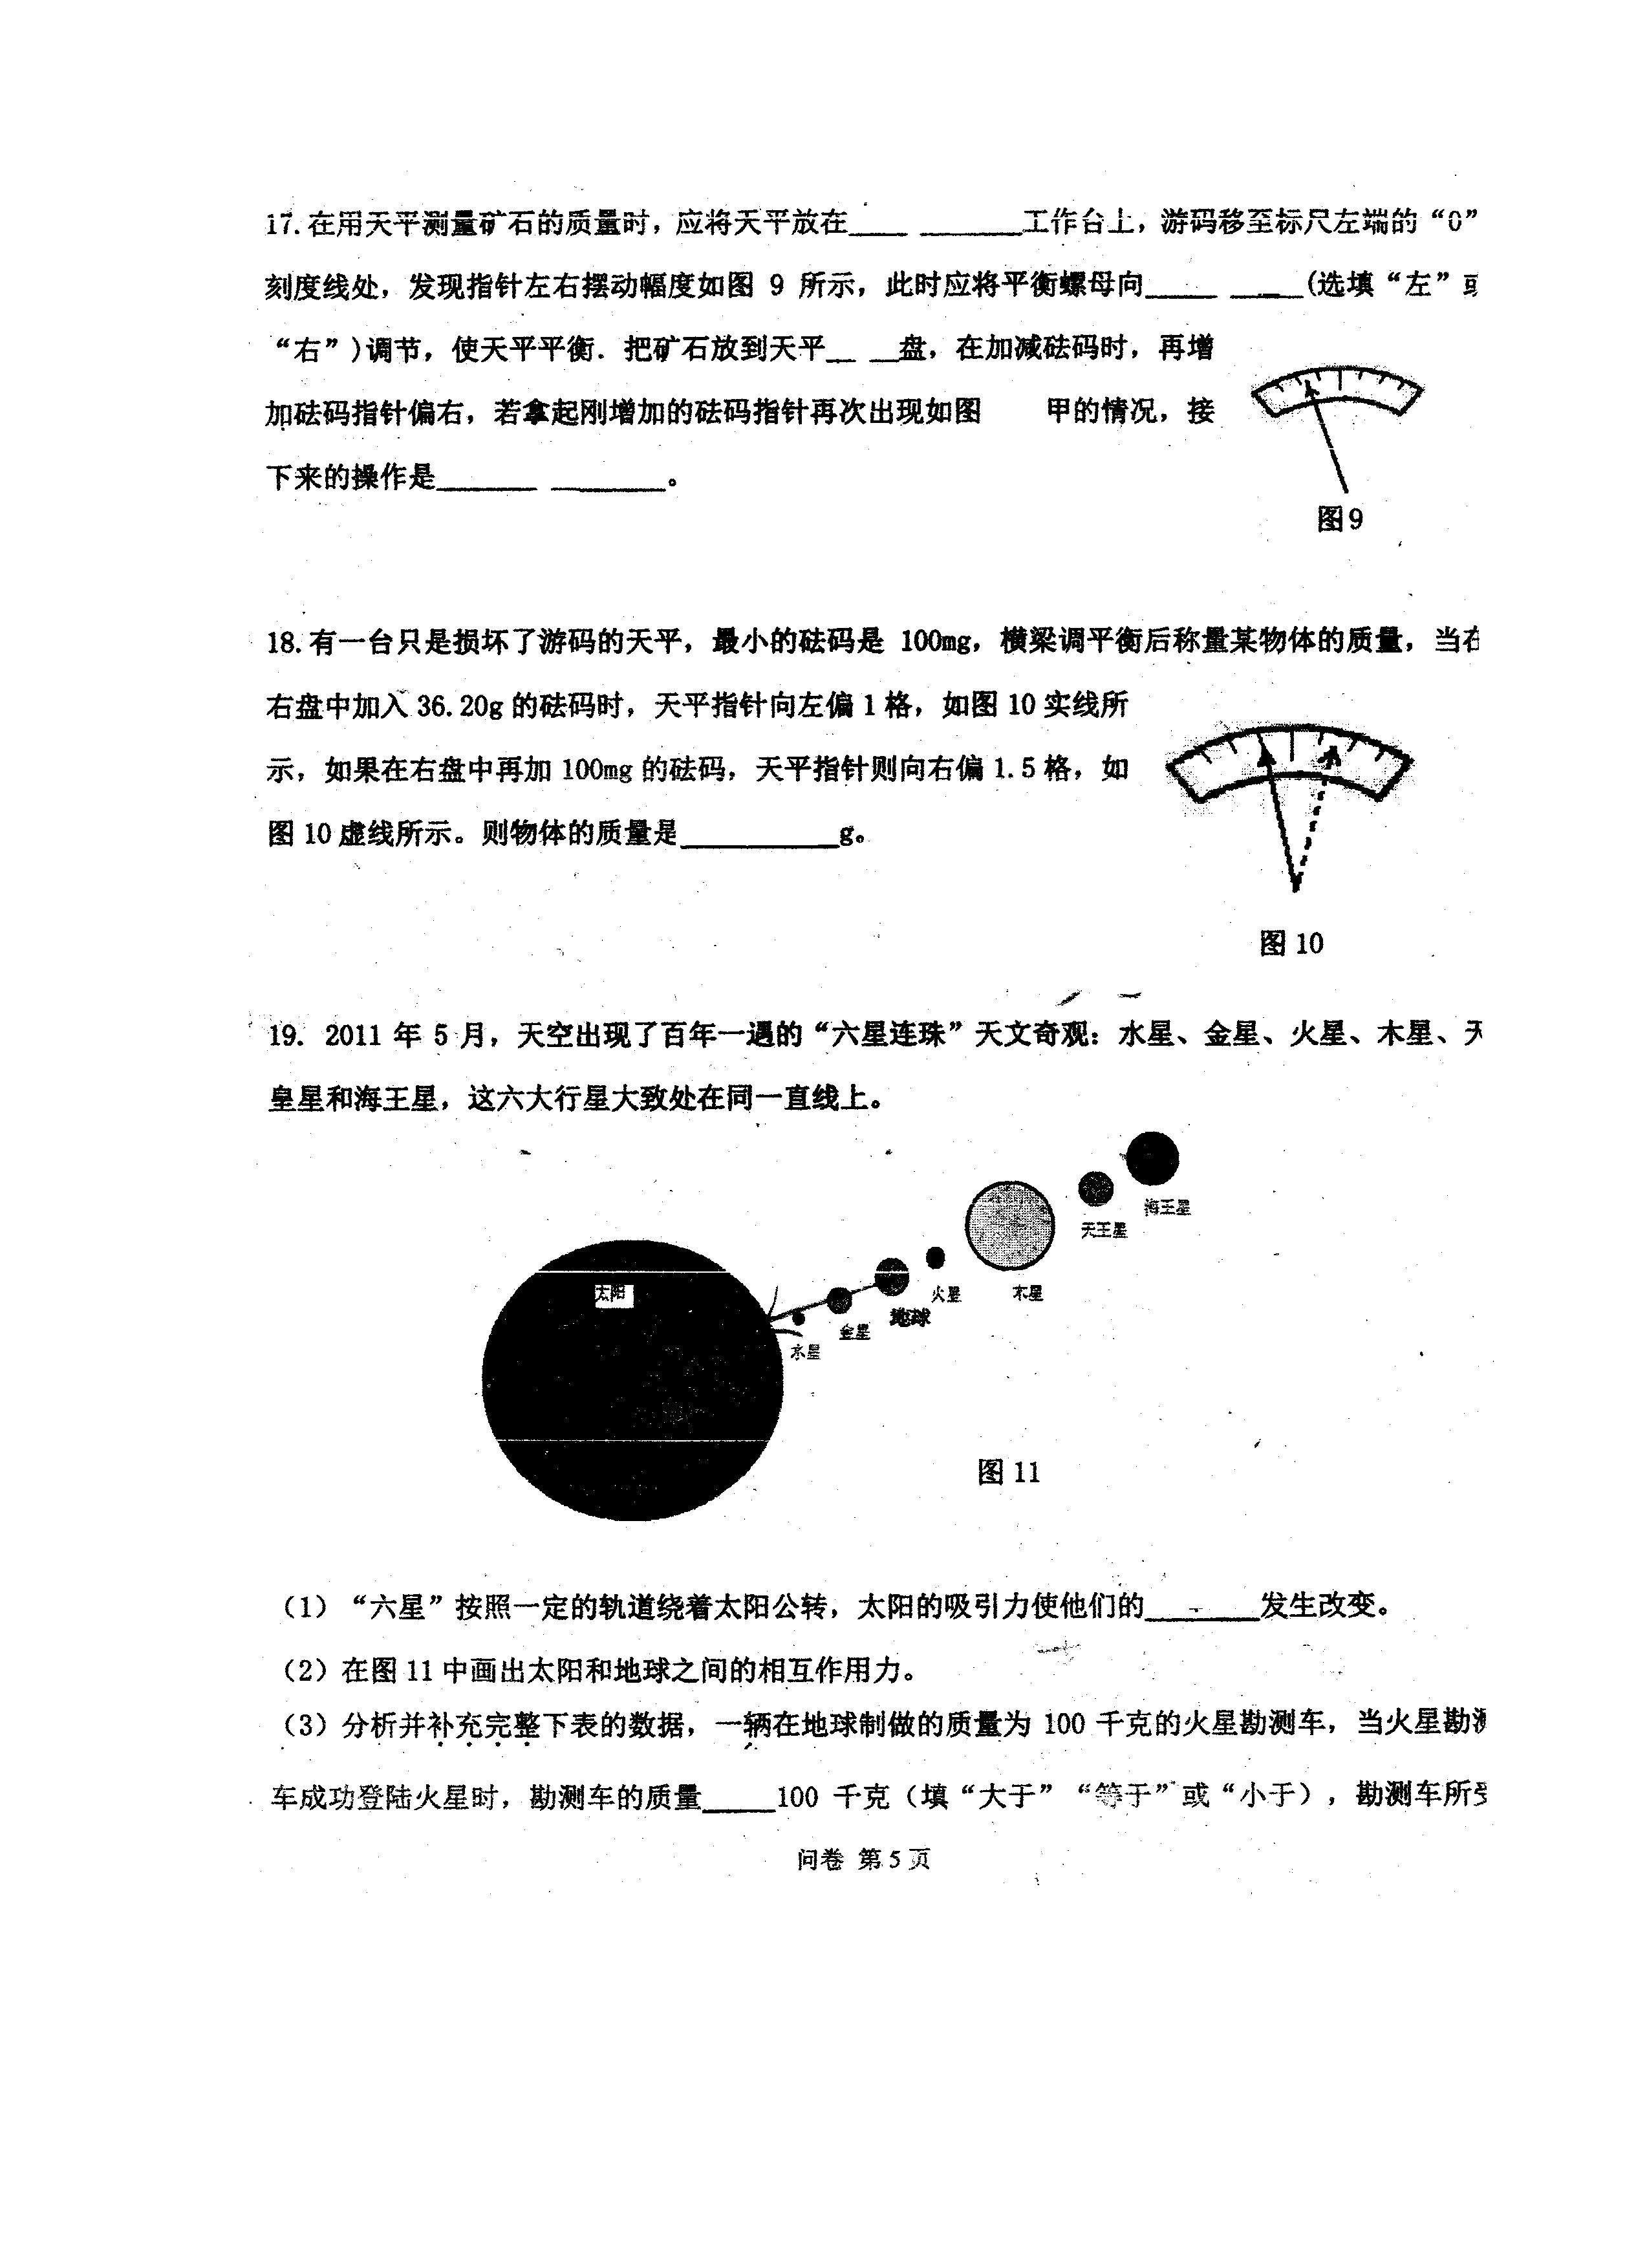 17.在用天平测量矿石的质量时，应将天平放在____ _______工作台上，游码移至标尺左端的“0”
刻度线处，发现指针左右摆动幅度如图 9 所示，此时应将平衡螺母向_____ _____(选填“左”或
“右”)调节，使天平平衡．把矿石放到天平__ __盘，在加减砝码时，再增
加砝码指针偏右，若拿起刚增加的砝码指针再次出现如图 甲的情况，接
下来的操作是_______ ________。
图9
18.有一台只是损坏了游码的天平，最小的砝码是 100mg，横梁调平衡后称量某物体的质量，当在
右盘中加入 36.20g 的砝码时，天平指针向左偏 1 格，如图 10 实线所
示，如果在右盘中再加 100mg 的砝码，天平指针则向右偏 1.5 格，如
图 10 虚线所示。则物体的质量是___________g。
图 10
19. 2011 年 5 月，天空出现了百年一遇的“六星连珠”天文奇观：水星、金星、火星、木星、天
皇星和海王星，这六大行星大致处在同一直线上。
海王星
天王星
太阳
火星
木星
地球
金星
水星
图 11
（1）“六星”按照一定的轨道绕着太阳公转，太阳的吸引力使他们的________发生改变。
（2）在图 11 中画出太阳和地球之间的相互作用力。
（3）分析并补充完整下表的数据，一辆在地球制做的质量为 100 千克的火星勘测车，当火星勘测
车成功登陆火星时，勘测车的质量_____100 千克（填“大于”“等于”或“小于），勘测车所受
问卷 第 5 页